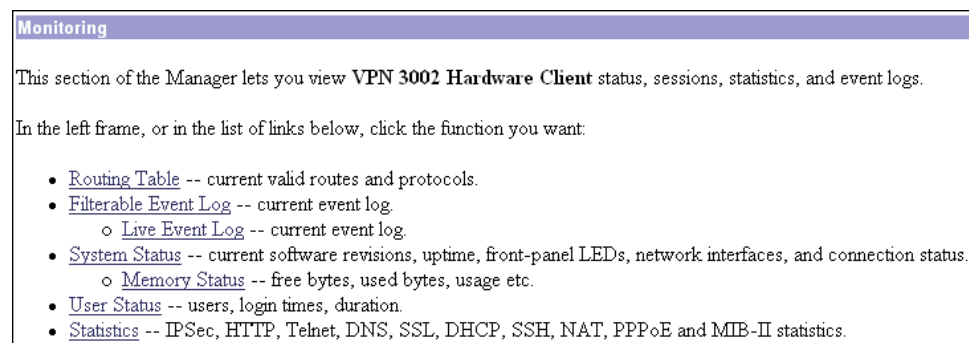 Monitoring
This section of the Manager lets you view VPN 3002 Hardware Client status, sessions, statistics, and event logs.
In the left frame, or in the list of links below, click the function you want:
• Routing Table -- current valid routes and protocols.
• Filterable Event Log -- current event log.
o Live Event Log -- current event log.
• System Status -- current software revisions, uptime, front-panel LEDs, network interfaces, and connection status.
o Memory Status -- free bytes, used bytes, usage etc.
• User Status -- users, login times, duration.
• Statistics -- IPSec, HTTP, Telnet, DNS, SSL, DHCP, SSH, NAT, PPPoE and MIB-II statistics.